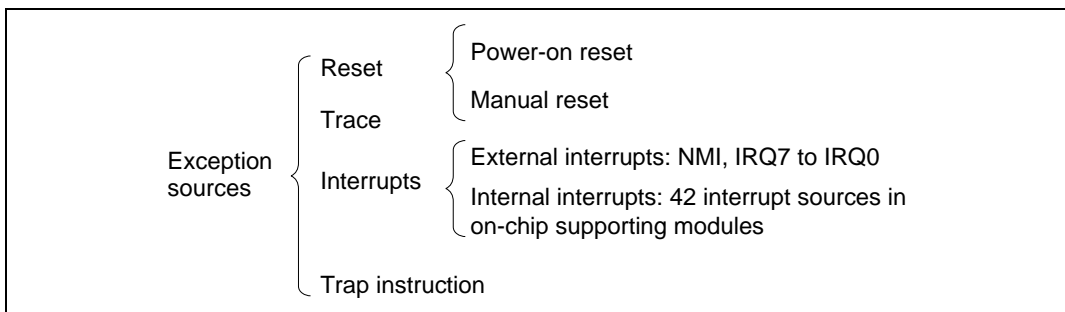 Exception
sources
Reset
Power-on reset
Manual reset
Trace
Interrupts
External interrupts: NMI, IRQ7 to IRQ0
Internal interrupts: 42 interrupt sources in
on-chip supporting modules
Trap instruction